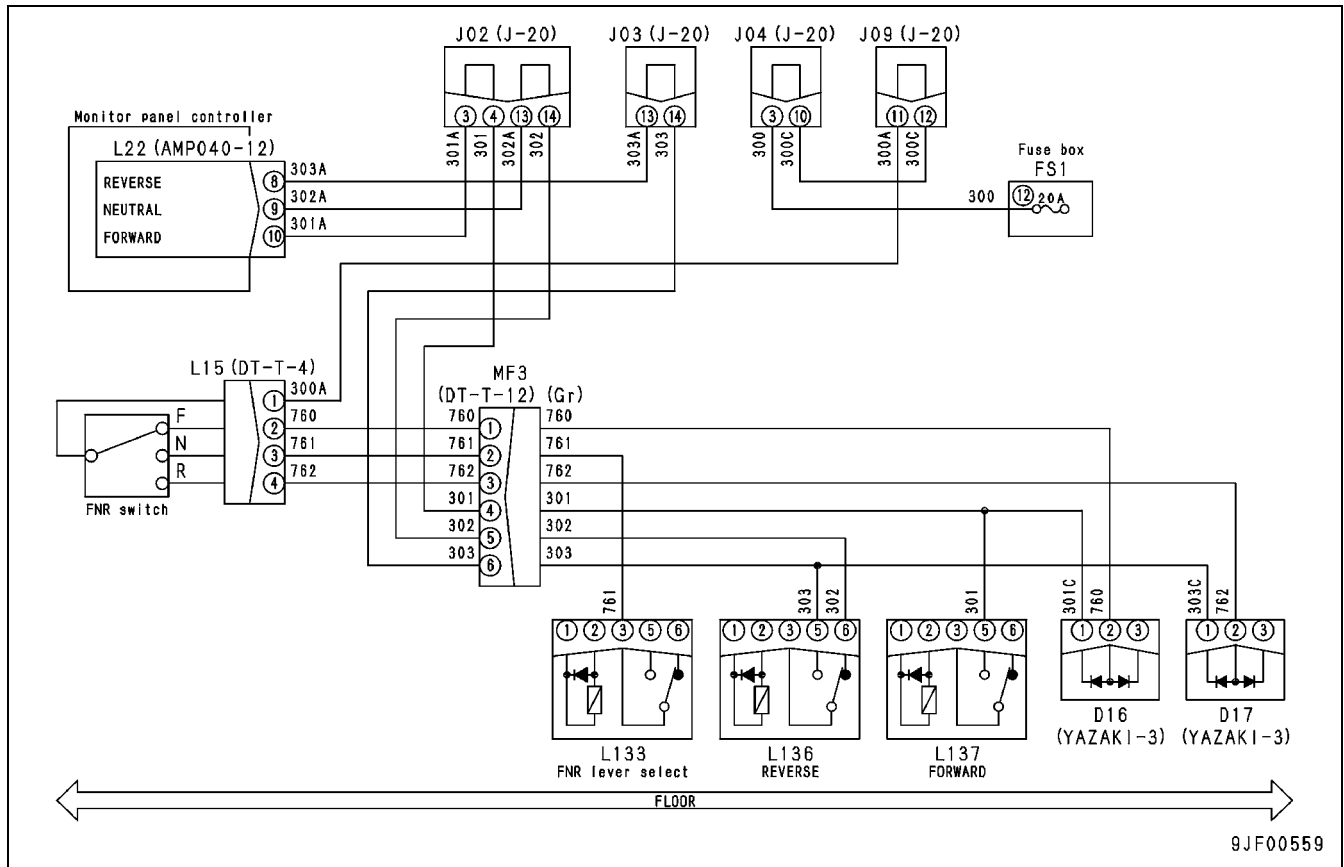 J02 (J-20) J03 (J-20) J04 (J-20) J09 (J-20)
3 4 13 14 13 14 3 10 11 12
301A 301 302A 302 303A 303 300 300C 300A 300C
Monitor panel controller
L22 (AMP040-12)
REVERSE 8 303A
NEUTRAL 9 302A
FORWARD 10 301A
Fuse box
FS1
300 12 20A
L15 (DT-T-4)
1 300A
F 2 760
N 3 761
R 4 762
FNR switch
MF3
(DT-T-12) (Gr)
760 1 760
761 2 761
762 3 762
301 4 301
302 5 302
303 6 303
761 303 302 301 301C 760 303C 762
1 2 3 5 6 1 2 3 5 6 1 2 3 5 6 1 2 3 1 2 3
L133
FNR lever select
L136
REVERSE
L137
FORWARD
D16
(YAZAKI-3)
D17
(YAZAKI-3)
FLOOR
9JF00559